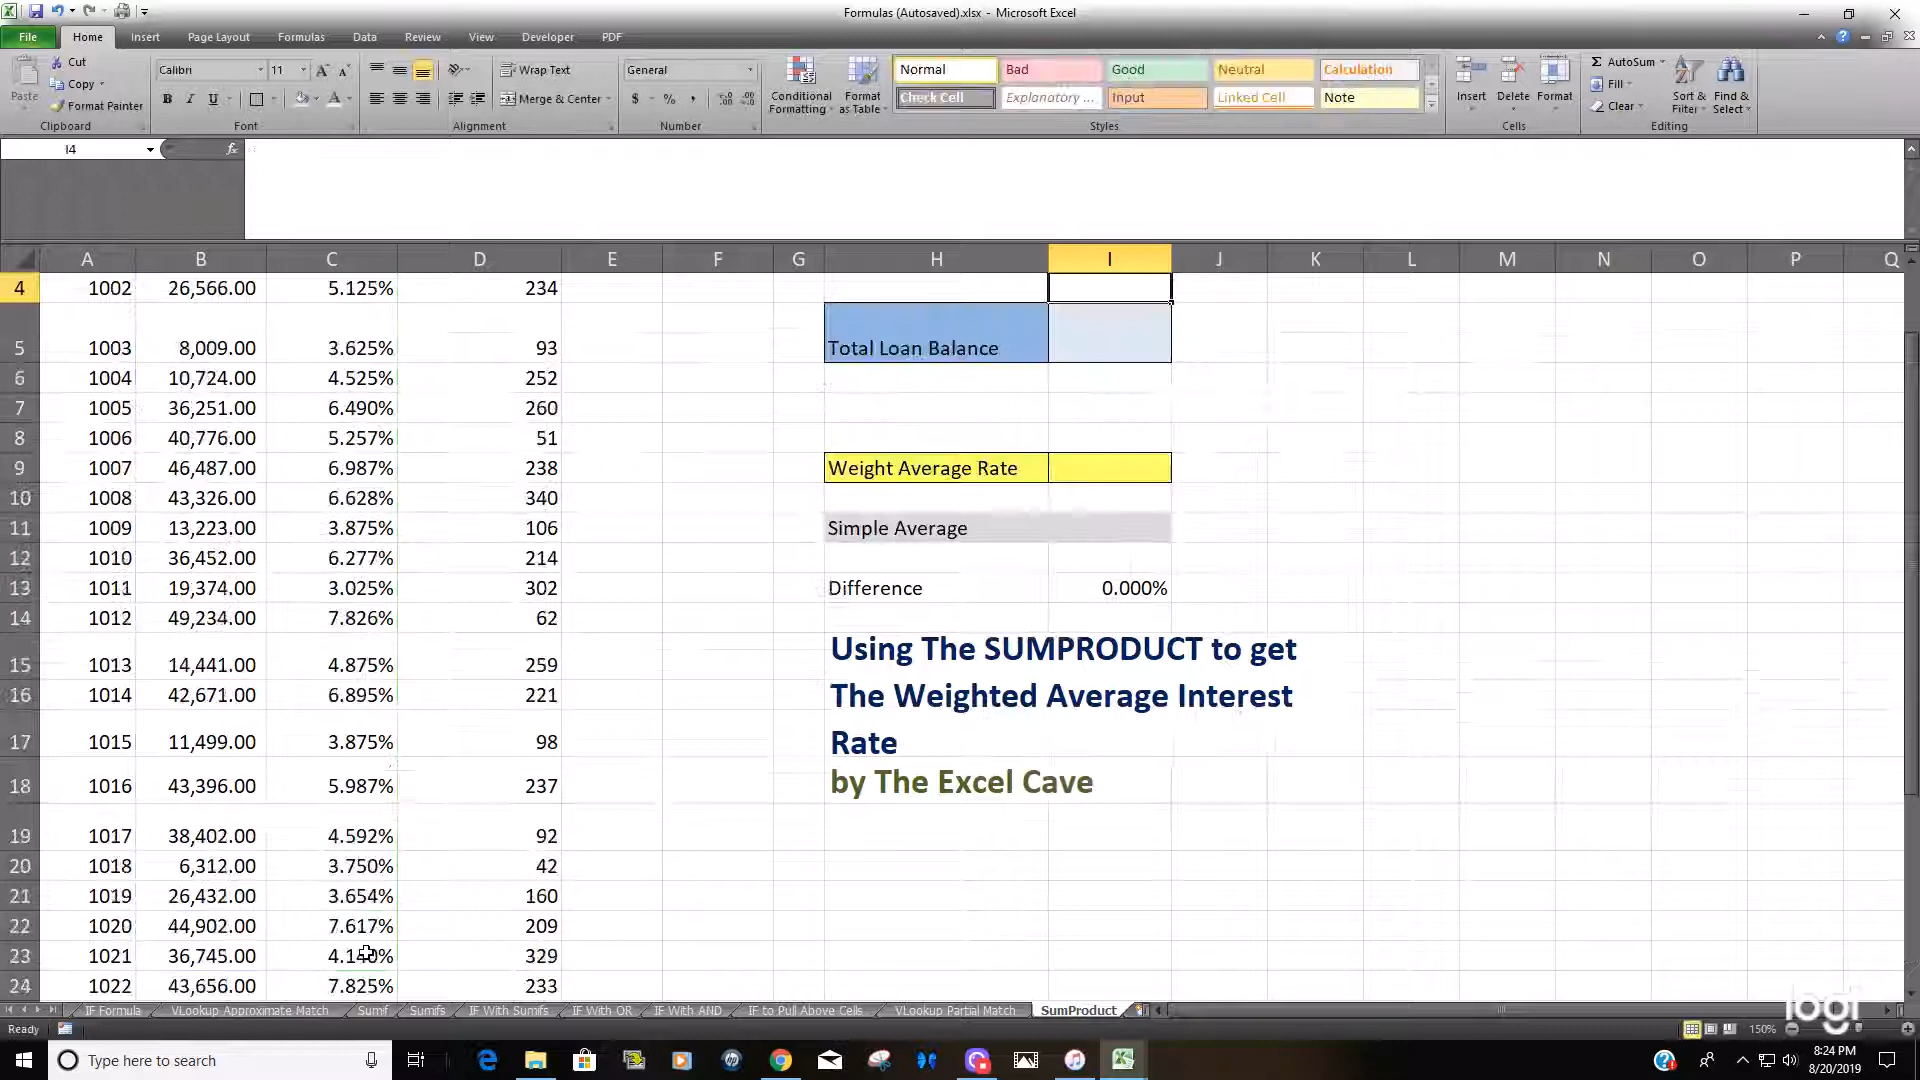 Formulas (Autosaved).xlsx - Microsoft Excel
File Home Insert Page Layout Formulas Data Review View Developer PDF
Cut Calibri 11 Wrap Text General Normal Bad Good Neutral Calculation AutoSum
Copy Fill
Paste Format Painter Merge & Center Conditional Formatting Format as Table Check Cell Explanatory ... Input Linked Cell Note Insert Delete Format Clear Sort & Filter Find & Select
Clipboard Font Alignment Number Styles Cells Editing
I4 fx
A B C D E F G H I J K L M N O P Q
4 1002 26,566.00 5.125% 234
5 1003 8,009.00 3.625% 93 Total Loan Balance
6 1004 10,724.00 4.525% 252
7 1005 36,251.00 6.490% 260
8 1006 40,776.00 5.257% 51
9 1007 46,487.00 6.987% 238 Weight Average Rate
10 1008 43,326.00 6.628% 340
11 1009 13,223.00 3.875% 106 Simple Average
12 1010 36,452.00 6.277% 214
13 1011 19,374.00 3.025% 302 Difference 0.000%
14 1012 49,234.00 7.826% 62
Using The SUMPRODUCT to get
15 1013 14,441.00 4.875% 259
16 1014 42,671.00 6.895% 221 The Weighted Average Interest
17 1015 11,499.00 3.875% 98 Rate
18 1016 43,396.00 5.987% 237 by The Excel Cave
19 1017 38,402.00 4.592% 92
20 1018 6,312.00 3.750% 42
21 1019 26,432.00 3.654% 160
22 1020 44,902.00 7.617% 209
23 1021 36,745.00 329
24 1022 43,656.00 7.825% 233
IF Formula VLookup Approximate Match Sumif Sumifs IF With Sumifs IF With OR IF With AND IF to Pull Above Cells VLookup Partial Match SumProduct
logi
Ready 150%
Type here to search 8:24 PM
8/20/2019